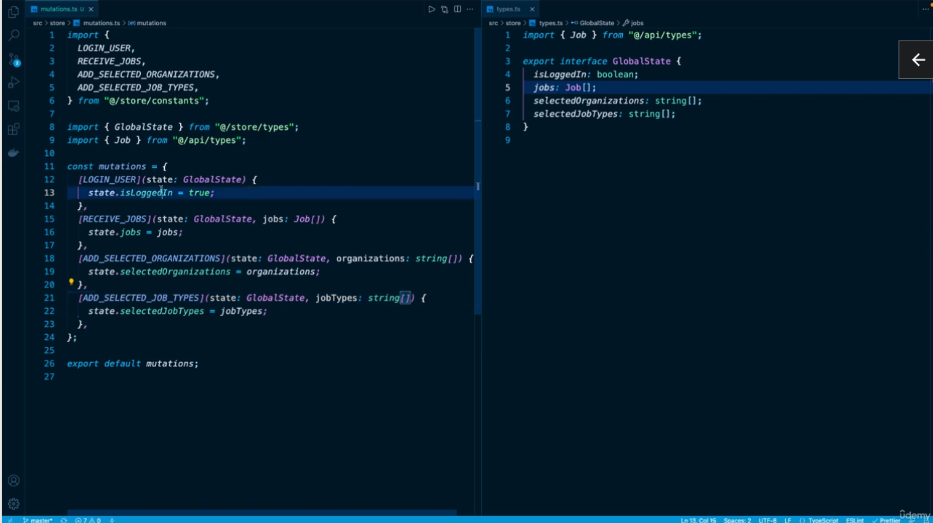 mutations.ts U
src > store > mutations.ts > mutations
1 import {
2 LOGIN_USER,
3 RECEIVE_JOBS,
4 ADD_SELECTED_ORGANIZATIONS,
5 ADD_SELECTED_JOB_TYPES,
6 } from "@/store/constants";
7
8 import { GlobalState } from "@/store/types";
9 import { Job } from "@/api/types";
10
11 const mutations = {
12 [LOGIN_USER](state: GlobalState) {
13 state.isLoggedIn = true;
14 },
15 [RECEIVE_JOBS](state: GlobalState, jobs: Job[]) {
16 state.jobs = jobs;
17 },
18 [ADD_SELECTED_ORGANIZATIONS](state: GlobalState, organizations: string[]) {
19 state.selectedOrganizations = organizations;
20 },
21 [ADD_SELECTED_JOB_TYPES](state: GlobalState, jobTypes: string[]) {
22 state.selectedJobTypes = jobTypes;
23 },
24 };
25
26 export default mutations;
27
types.ts
src > store > types.ts > GlobalState > jobs
1 import { Job } from "@/api/types";
2
3 export interface GlobalState {
4 isLoggedIn: boolean;
5 jobs: Job[];
6 selectedOrganizations: string[];
7 selectedJobTypes: string[];
8 }
9
master* 7 0
Ln 13, Col 15 Spaces: 2 UTF-8 LF TypeScript ESLint Prettier
Udemy